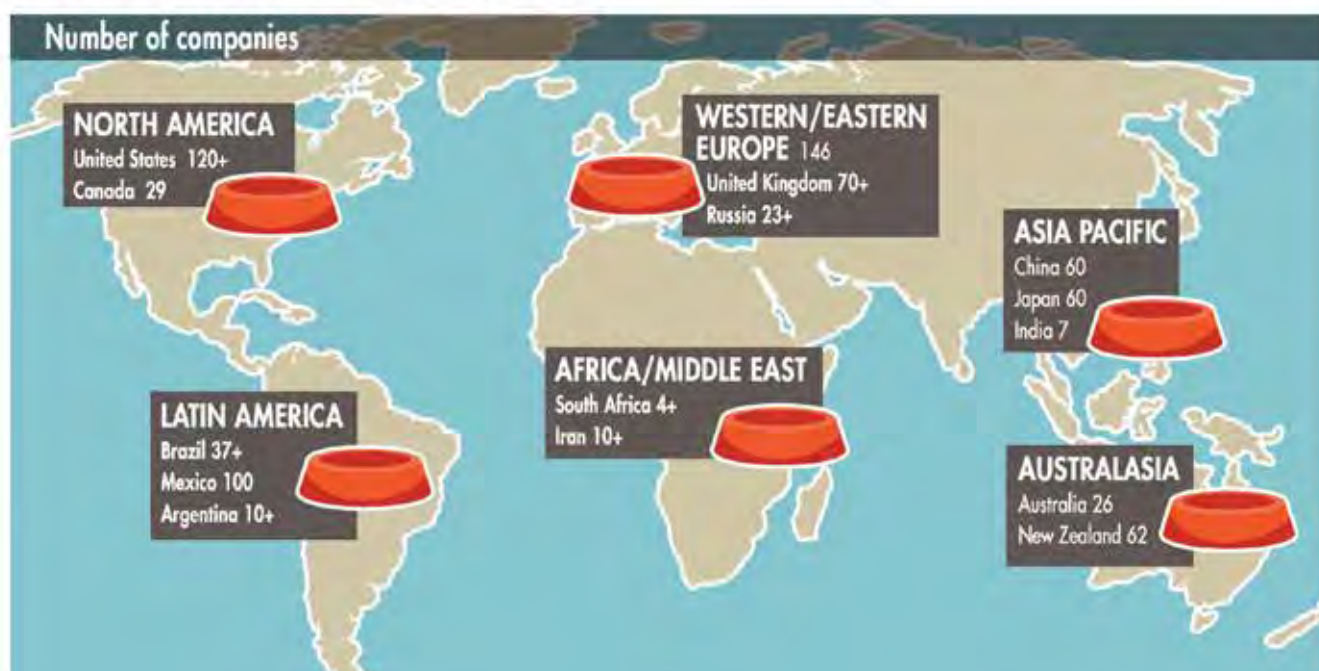 Number of companies
NORTH AMERICA
United States 120+
Canada 29
WESTERN/EASTERN
EUROPE 146
United Kingdom 70+
Russia 23+
ASIA PACIFIC
China 60
Japan 60
India 7
AFRICA/MIDDLE EAST
South Africa 4+
Iran 10+
LATIN AMERICA
Brazil 37+
Mexico 100
Argentina 10+
AUSTRALASIA
Australia 26
New Zealand 62